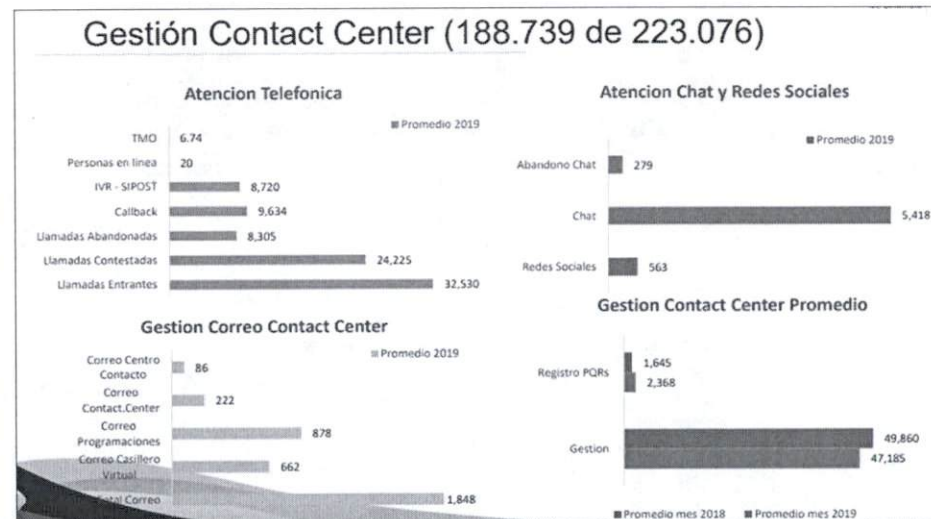 Gestión Contact Center (188.739 de 223.076)
Atencion Telefonica
Promedio 2019
TMO 6.74
Personas en linea 20
IVR - SIPOST 8,720
Callback 9,634
Llamadas Abandonadas 8,305
Llamadas Contestadas 24,225
Llamadas Entrantes 32,530
Atencion Chat y Redes Sociales
Promedio 2019
Abandono Chat 279
Chat 5,418
Redes Sociales 563
Gestion Correo Contact Center
Promedio 2019
Correo Centro
Contacto 86
Correo
Contact.Center 222
Correo
Programaciones 878
Correo Casillero
Virtual 662
Total Correo 1,848
Gestion Contact Center Promedio
Registro PQRs 1,645
2,368
Gestion 49,860
47,185
Promedio mes 2018 Promedio mes 2019